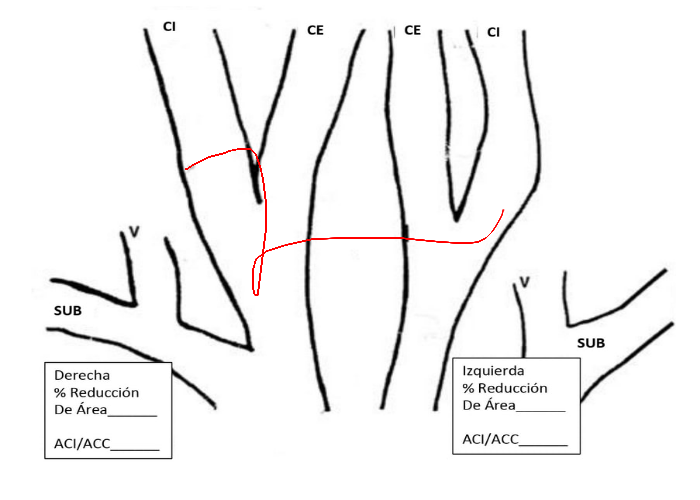 CI
CE
CE
CI
V
V
SUB
SUB
Derecha
% Reducción
De Área_______
ACI/ACC_______
Izquierda
% Reducción
De Área_______
ACI/ACC_______